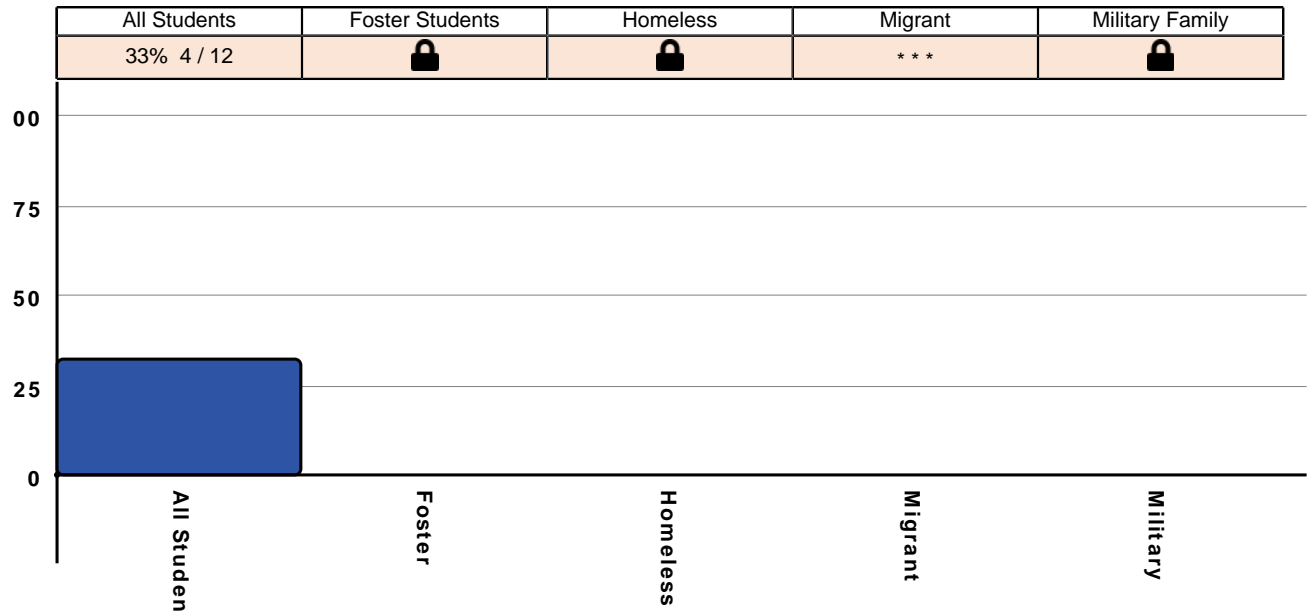 All Students Foster Students Homeless Migrant Military Family
33% 4 / 12 * * *
00
75
50
25
0
All Studen
Foster
Homeless
Migrant
Military